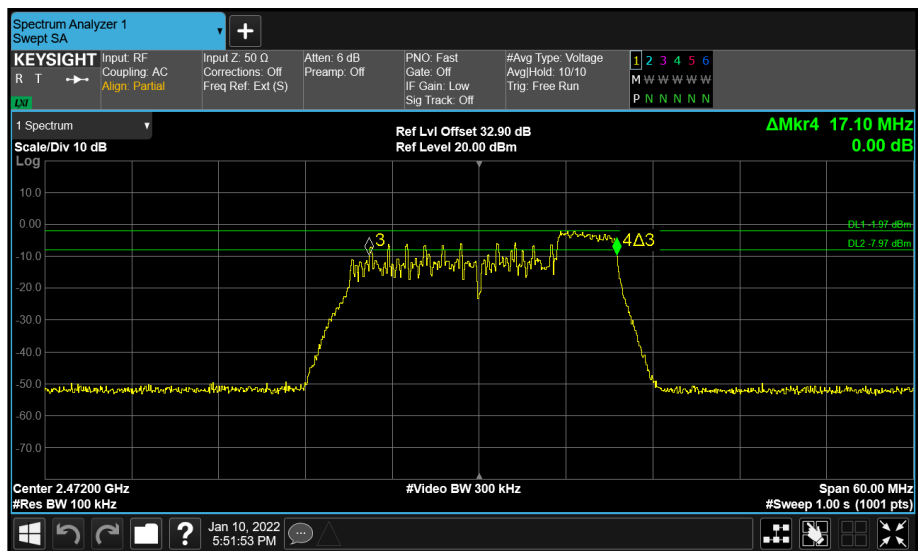 Spectrum Analyzer 1
Swept SA
+
KEYSIGHT
R T
LXI
Input: RF
Coupling: AC
Align: Partial
Input Z: 50 Ω
Corrections: Off
Freq Ref: Ext (S)
Atten: 6 dB
Preamp: Off
PNO: Fast
Gate: Off
IF Gain: Low
Sig Track: Off
#Avg Type: Voltage
Avg|Hold: 10/10
Trig: Free Run
1 2 3 4 5 6
M W W W W W
P N N N N N
1 Spectrum
Scale/Div 10 dB
Log
Ref Lvl Offset 32.90 dB
Ref Level 20.00 dBm
ΔMkr4 17.10 MHz
0.00 dB
10.0
0.00
-10.0
-20.0
-30.0
-40.0
-50.0
-60.0
-70.0
3
4Δ3
DL1 -1.97 dBm
DL2 -7.97 dBm
Center 2.47200 GHz
#Res BW 100 kHz
#Video BW 300 kHz
Span 60.00 MHz
#Sweep 1.00 s (1001 pts)
?
Jan 10, 2022
5:51:53 PM